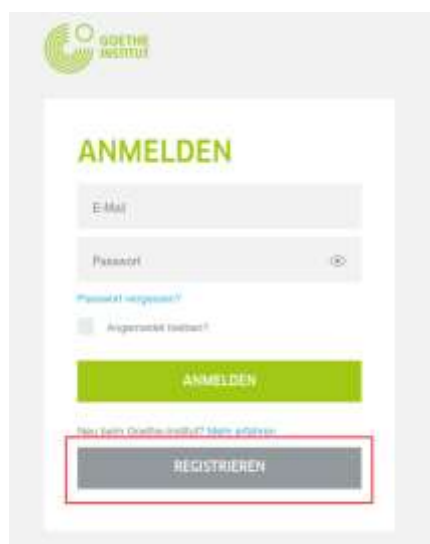 GOETHE
INSTITUT
ANMELDEN
E-Mail
Passwort
Passwort vergessen?
Angemeldet bleiben?
ANMELDEN
Neu beim Goethe-Institut? Mehr erfahren
REGISTRIEREN